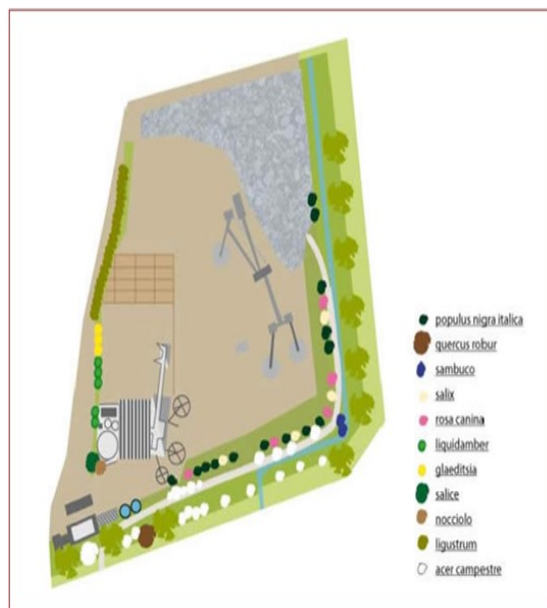 populus nigra italica
quercus robur
sambuco
salix
rosa canina
liquidamber
glaeditsia
salice
nocciolo
ligustrum
acer campestre